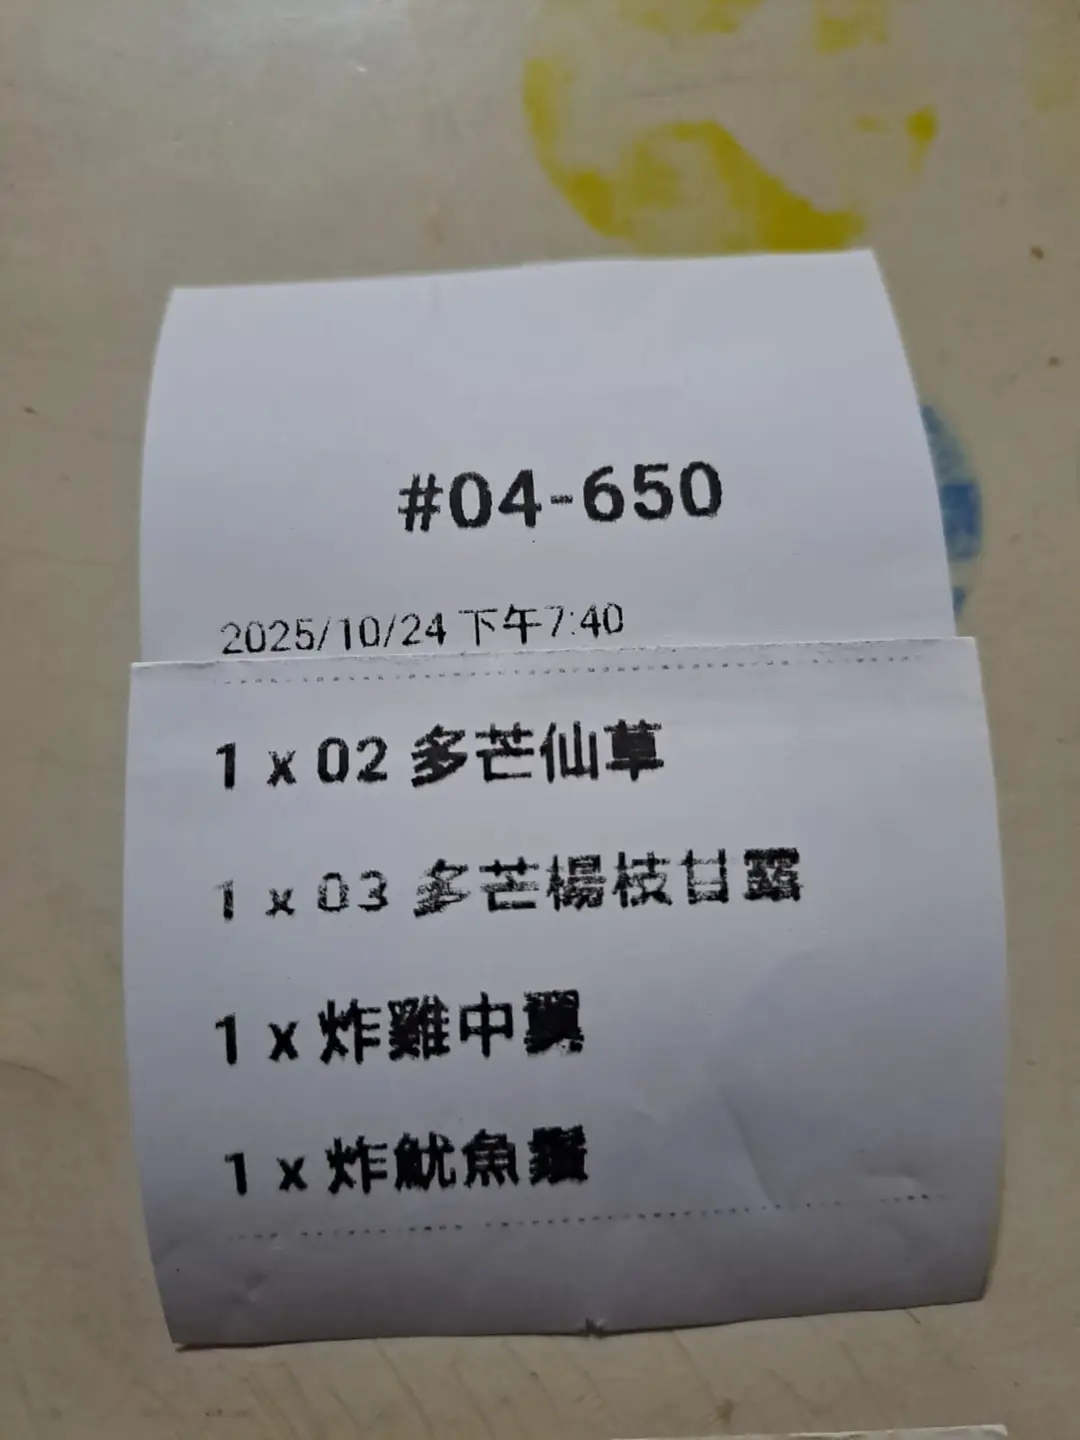 #04-650
2025/10/24 下午7:40
1 x 02 多芒仙草
1 x 03 多芒楊枝甘露
1 x 炸雞中翼
1 x 炸魷魚鬚